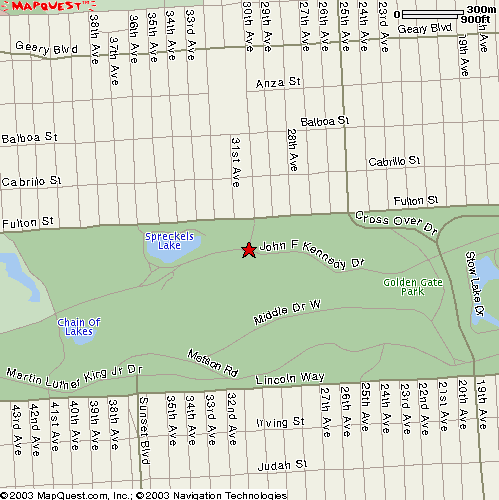 MAPQUEST
300m
900ft
38th Ave
37th Ave
36th Ave
35th Ave
34th Ave
33rd Ave
30th Ave
29th Ave
28th Ave
27th Ave
26th Ave
25th Ave
24th Ave
23rd Ave
19th Ave
Geary Blvd
Geary Blvd
Anza St
Balboa St
Balboa St
31st Ave
28th Ave
Cabrillo St
Cabrillo St
Fulton St
Fulton St
Cross Over Dr
Spreckels
Lake
John F Kennedy Dr
Golden Gate
Park
Stow Lake Dr
Chain Of
Lakes
Middle Dr W
Metson Rd
Martin Luther King Jr Dr
Lincoln Way
43rd Ave
42nd Ave
41st Ave
40th Ave
39th Ave
38th Ave
Sunset Blvd
35th Ave
34th Ave
33rd Ave
32nd Ave
27th Ave
26th Ave
25th Ave
24th Ave
23rd Ave
22nd Ave
21st Ave
20th Ave
19th Ave
Irving St
Judah St
©2003 MapQuest.com, Inc.; ©2003 Navigation Technologies